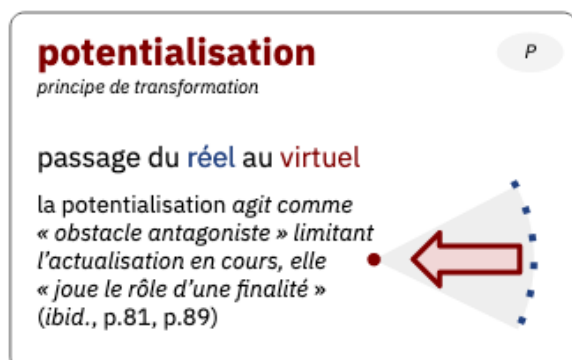 potentialisation
P
principe de transformation
passage du réel au virtuel
la potentialisation agit comme
« obstacle antagoniste » limitant
l’actualisation en cours, elle
« joue le rôle d’une finalité »
(ibid., p.81, p.89)